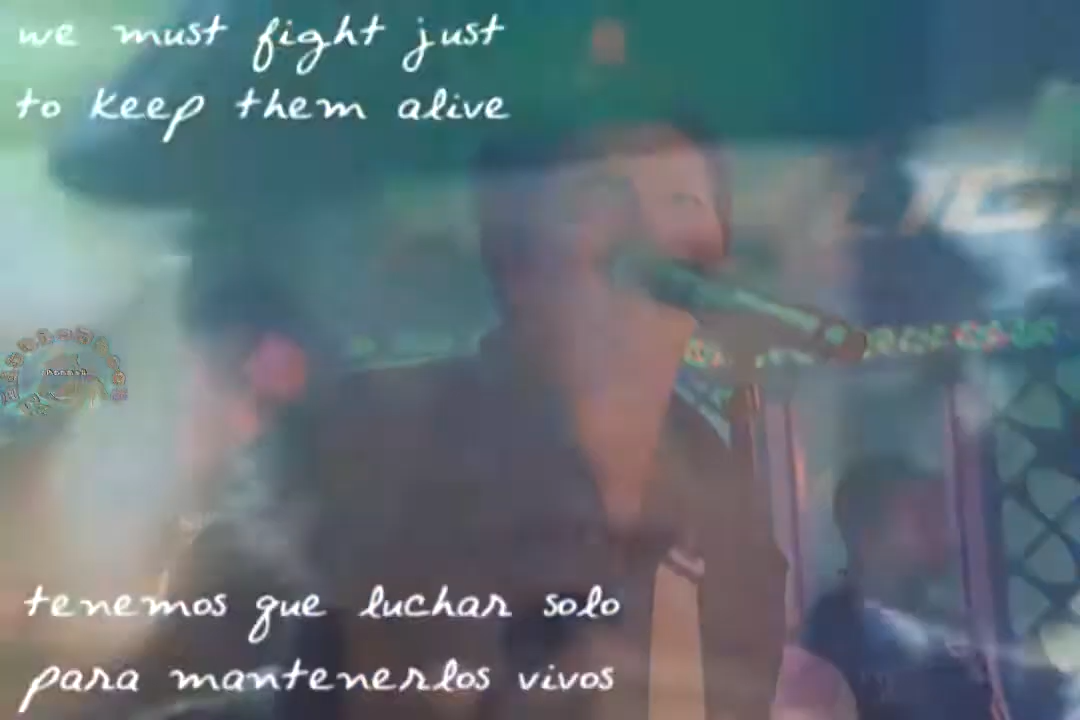 we must fight just
to keep them alive
tenemos que luchar solo
para mantenerlos vivos